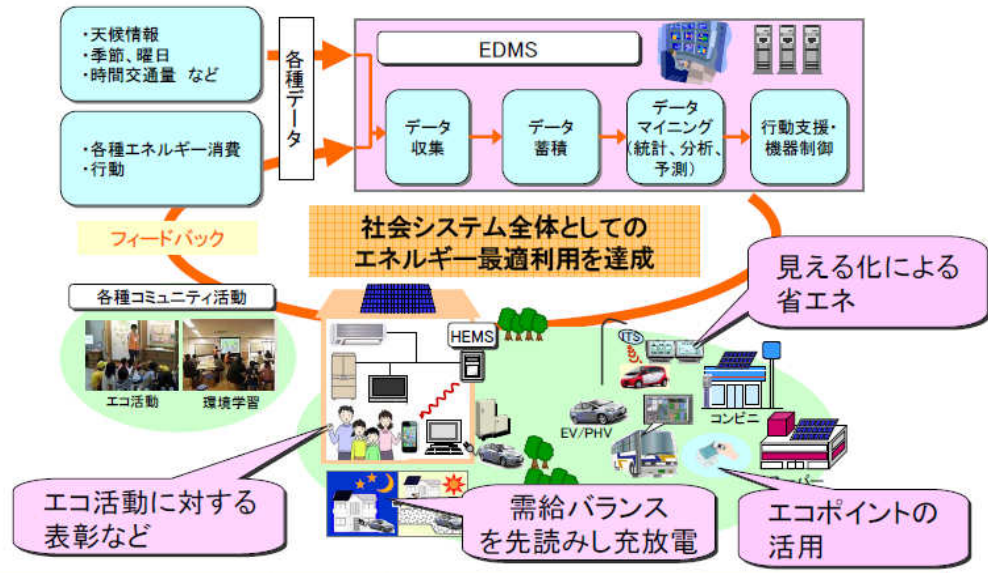 ・天候情報
・季節、曜日
・時間交通量 など
・各種エネルギー消費
・行動
各種データ
EDMS
データ
収集
データ
蓄積
データ
マイニング
(統計、分析、
予測)
行動支援・
機器制御
フィードバック
社会システム全体としての
エネルギー最適利用を達成
見える化による
省エネ
各種コミュニティ活動
エコ活動
環境学習
HEMS
ITS
EV/PHV
コンビニ
エコ活動に対する
表彰など
需給バランス
を先読みし充放電
エコポイントの
活用